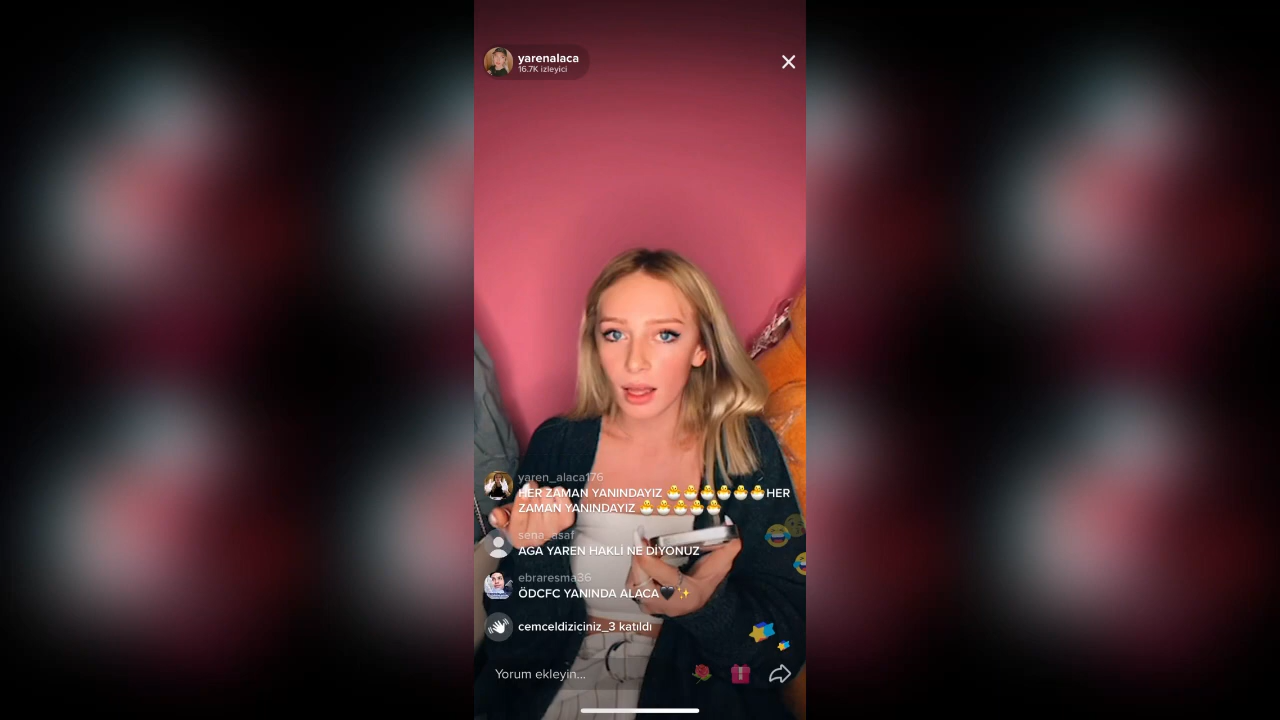 yarenalaca
16.7K izleyici
yaren_alaca176
HER ZAMAN YANINDAYIZ 🐣🐣🐣🐣🐣🐣HER
ZAMAN YANINDAYIZ 🐣🐣🐣🐣🐣
sena_asaf
AGA YAREN HAKLİ NE DİYONUZ
ebraresma36
ÖDCFC YANINDA ALACA🖤✨
cemceldiziciniz_3 katıldı
Yorum ekleyin...